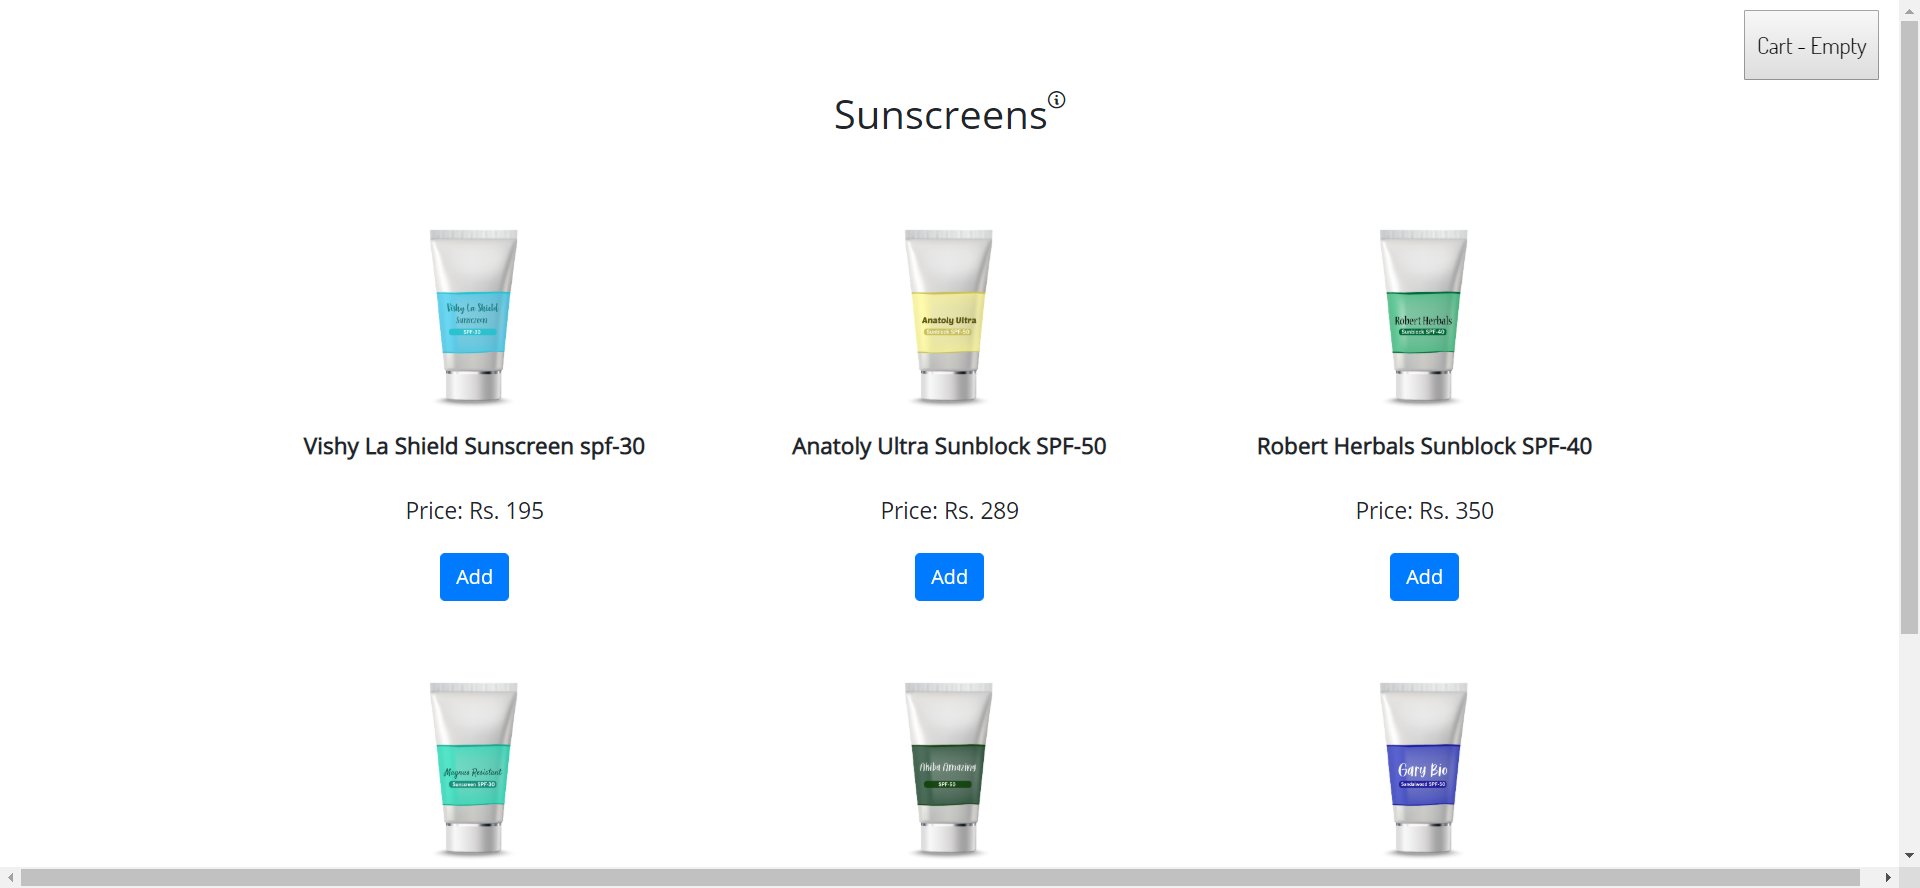 Cart - Empty
Sunscreens
Vishy La Shield
Sunscreen
SPF-30
Anatoly Ultra
Sunblock SPF-50
Robert Herbals
Sunblock SPF-40
Vishy La Shield Sunscreen spf-30
Anatoly Ultra Sunblock SPF-50
Robert Herbals Sunblock SPF-40
Price: Rs. 195
Price: Rs. 289
Price: Rs. 350
Add
Add
Add
Magnus Resistant
Sunscreen SPF-30
Akiba Amazing
SPF-50
Gary Bio
Sandalwood SPF-50